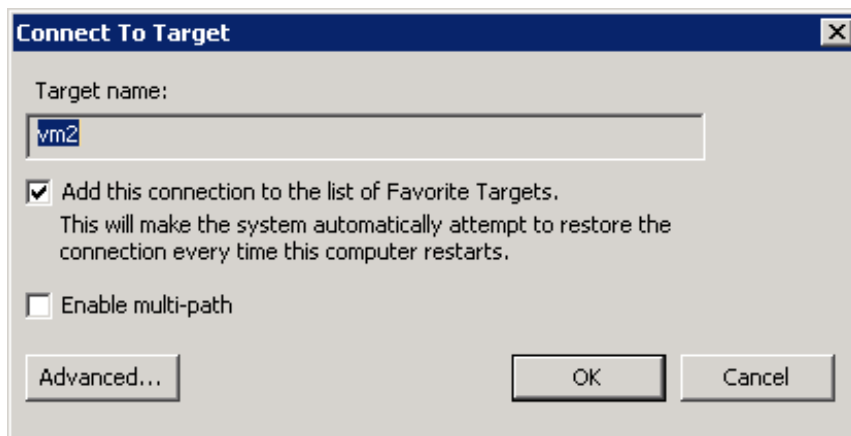 Connect To Target
Target name:
vm2
Add this connection to the list of Favorite Targets.
This will make the system automatically attempt to restore the
connection every time this computer restarts.
Enable multi-path
Advanced...
OK
Cancel